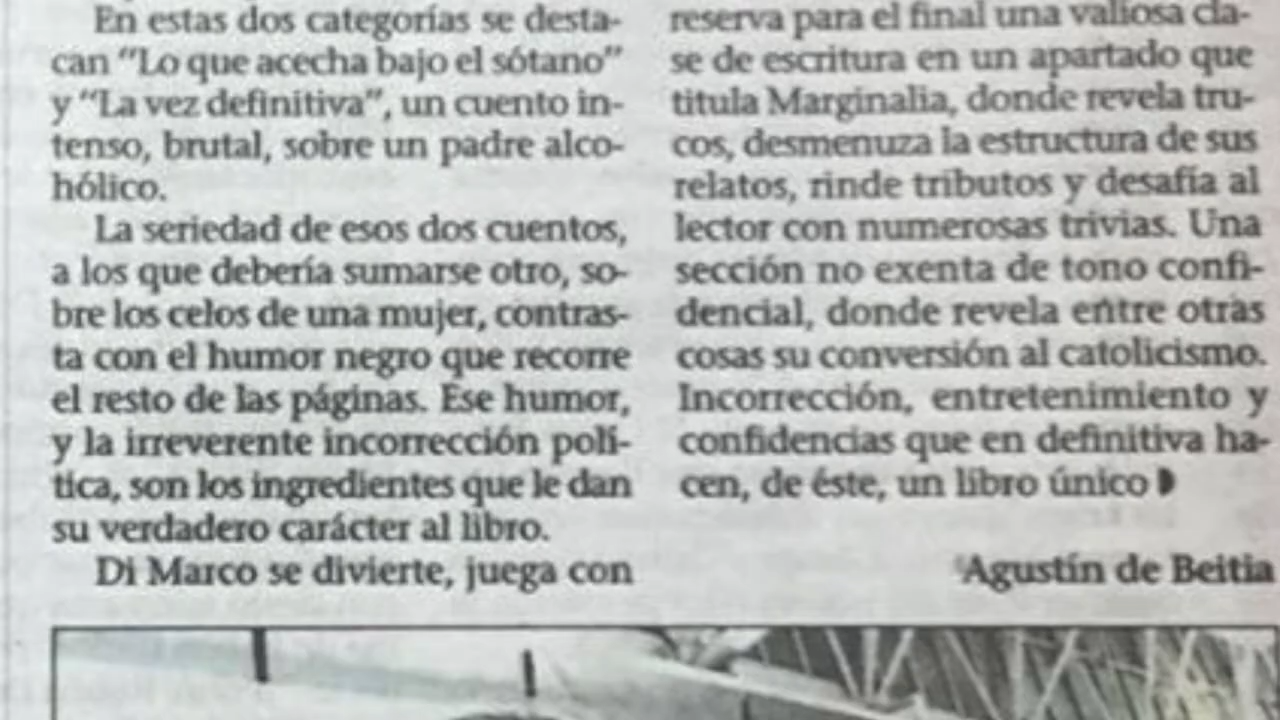 En estas dos categorías se desta-
can “Lo que acecha bajo el sótano”
y “La vez definitiva”, un cuento in-
tenso, brutal, sobre un padre alco-
hólico.
La seriedad de esos dos cuentos,
a los que debería sumarse otro, so-
bre los celos de una mujer, contras-
ta con el humor negro que recorre
el resto de las páginas. Ese humor,
y la irreverente incorrección polí-
tica, son los ingredientes que le dan
su verdadero carácter al libro.
Di Marco se divierte, juega con
reserva para el final una valiosa cla-
se de escritura en un apartado que
titula Marginalia, donde revela tru-
cos, desmenuza la estructura de sus
relatos, rinde tributos y desafía al
lector con numerosas trivias. Una
sección no exenta de tono confi-
dencial, donde revela entre otras
cosas su conversión al catolicismo.
Incorrección, entretenimiento y
confidencias que en definitiva ha-
cen, de éste, un libro único
Agustín de Beitia